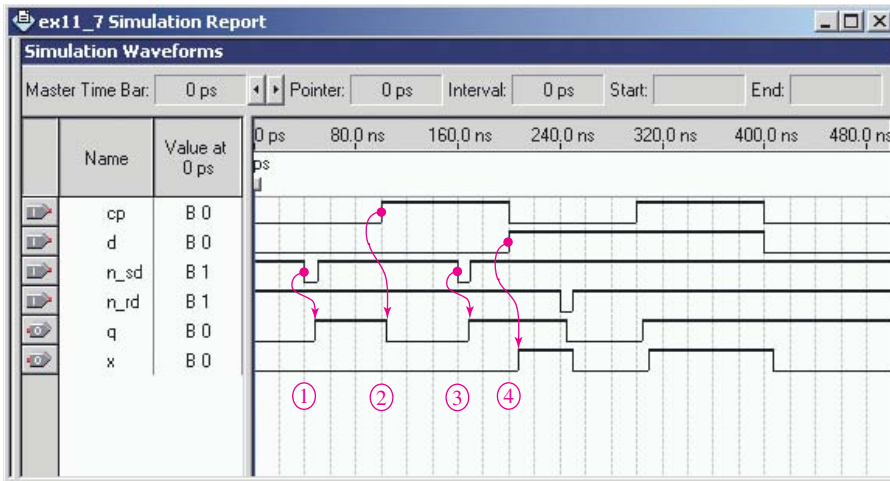 ex11_7 Simulation Report
Simulation Waveforms
Master Time Bar: 0 ps Pointer: 0 ps Interval: 0 ps Start: End:
Name Value at 0 ps
0 ps 80.0 ns 160.0 ns 240.0 ns 320.0 ns 400.0 ns 480.0 ns
ps
cp B 0
d B 0
n_sd B 1
n_rd B 1
q B 0
x B 0
1 2 3 4